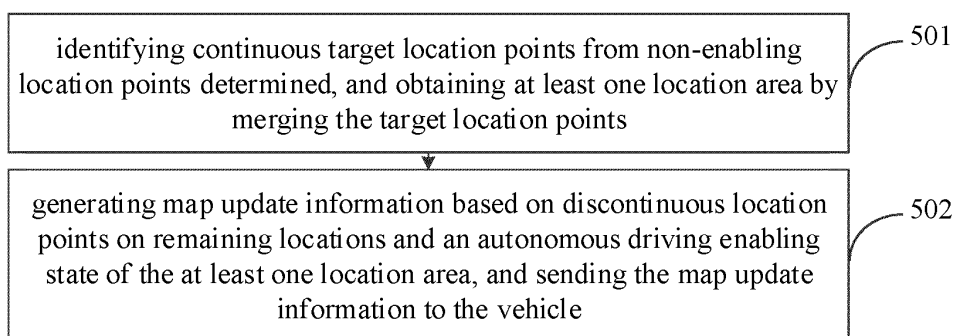 identifying continuous target location points from non-enabling
location points determined, and obtaining at least one location area by
merging the target location points
501
generating map update information based on discontinuous location
points on remaining locations and an autonomous driving enabling
state of the at least one location area, and sending the map update
information to the vehicle
502